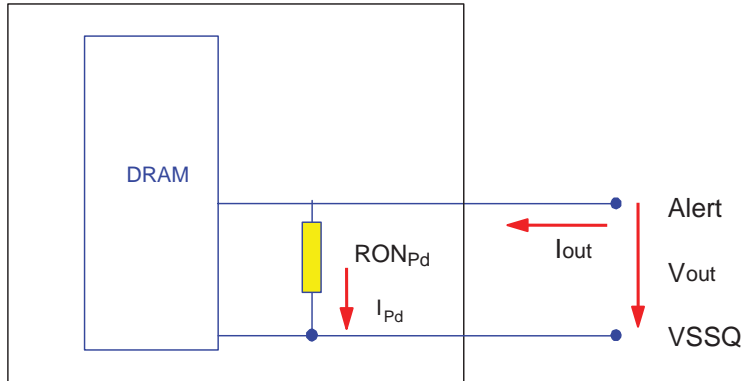 DRAM
Alert
RONPd
Iout
Vout
IPd
VSSQ